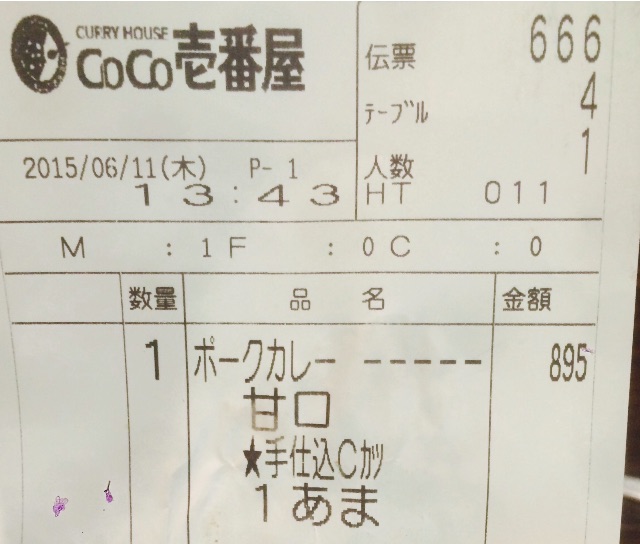 CURRY HOUSE
CoCo壱番屋
伝票 666
ﾃｰﾌﾞﾙ 4
人数 1
2015/06/11(木) P- 1
13:43
HT 011
M : 1F : 0C : 0
数量 品 名 金額
1 ポークカレー ----- 895
甘口
★手仕込Cｶﾂ
1あま